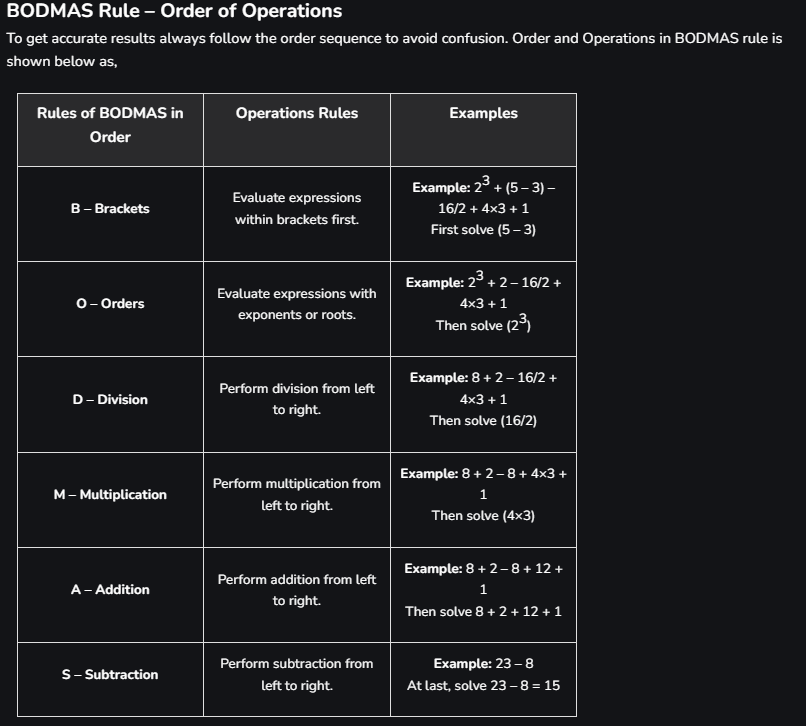 BODMAS Rule – Order of Operations
To get accurate results always follow the order sequence to avoid confusion. Order and Operations in BODMAS rule is
shown below as,
Rules of BODMAS in
Order
Operations Rules
Examples
B – Brackets
Evaluate expressions
within brackets first.
Example: 2³ + (5 – 3) –
16/2 + 4×3 + 1
First solve (5 – 3)
O – Orders
Evaluate expressions with
exponents or roots.
Example: 2³ + 2 – 16/2 +
4×3 + 1
Then solve (2³)
D – Division
Perform division from left
to right.
Example: 8 + 2 – 16/2 +
4×3 + 1
Then solve (16/2)
M – Multiplication
Perform multiplication from
left to right.
Example: 8 + 2 – 8 + 4×3 +
1
Then solve (4×3)
A – Addition
Perform addition from left
to right.
Example: 8 + 2 – 8 + 12 +
1
Then solve 8 + 2 + 12 + 1
S – Subtraction
Perform subtraction from
left to right.
Example: 23 – 8
At last, solve 23 – 8 = 15